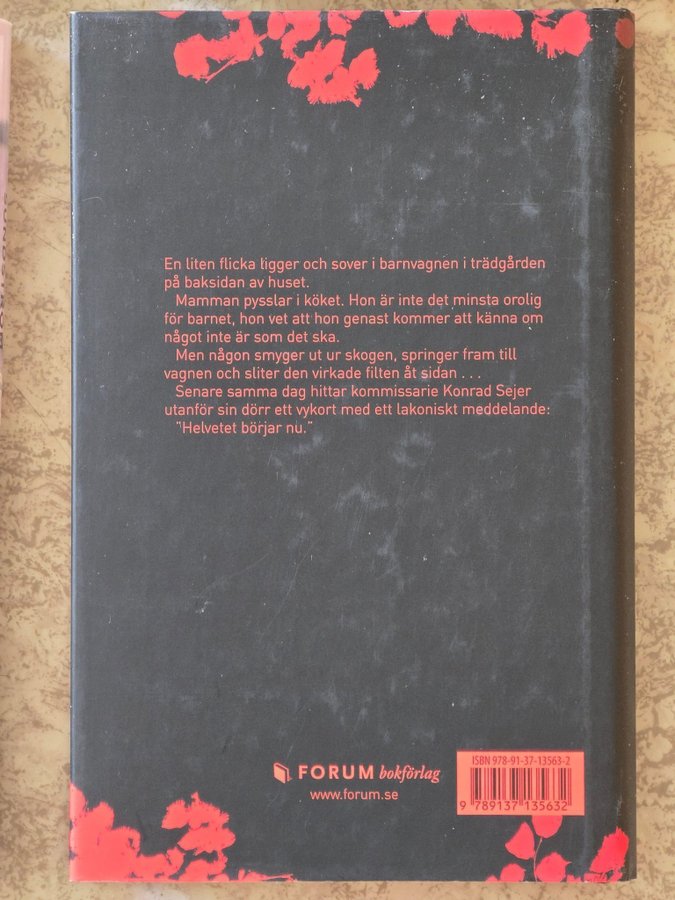 En liten flicka ligger och sover i barnvagnen i trädgården
på baksidan av huset.
Mamman pysslar i köket. Hon är inte det minsta orolig
för barnet, hon vet att hon genast kommer att känna om
något inte är som det ska.
Men någon smyger ut ur skogen, springer fram till
vagnen och sliter den virkade filten åt sidan . . .
Senare samma dag hittar kommissarie Konrad Sejer
utanför sin dörr ett vykort med ett lakoniskt meddelande:
"Helvetet börjar nu."
ISBN 978-91-37-13563-2
FORUM bokförlag
www.forum.se
9 789137 135632